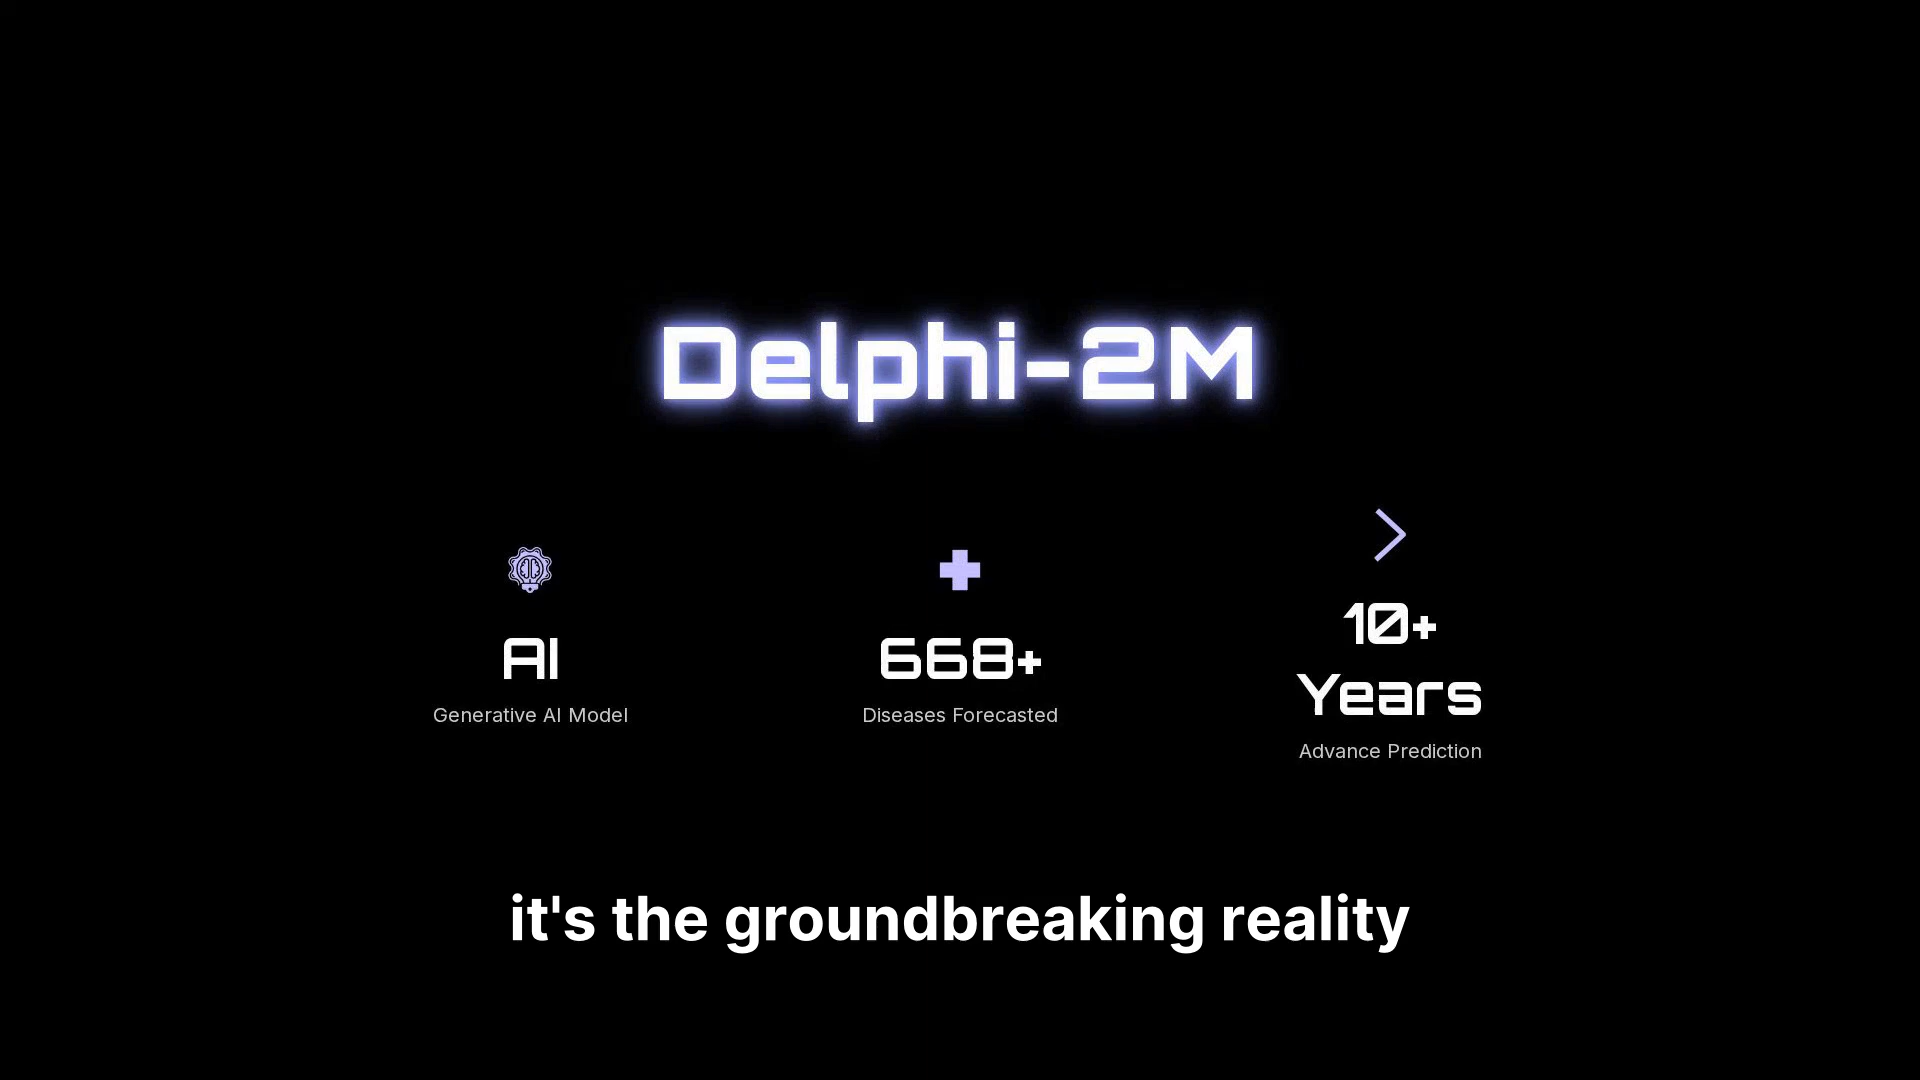 Delphi-2M
AI
Generative AI Model
668+
Diseases Forecasted
10+
Years
Advance Prediction
it's the groundbreaking reality